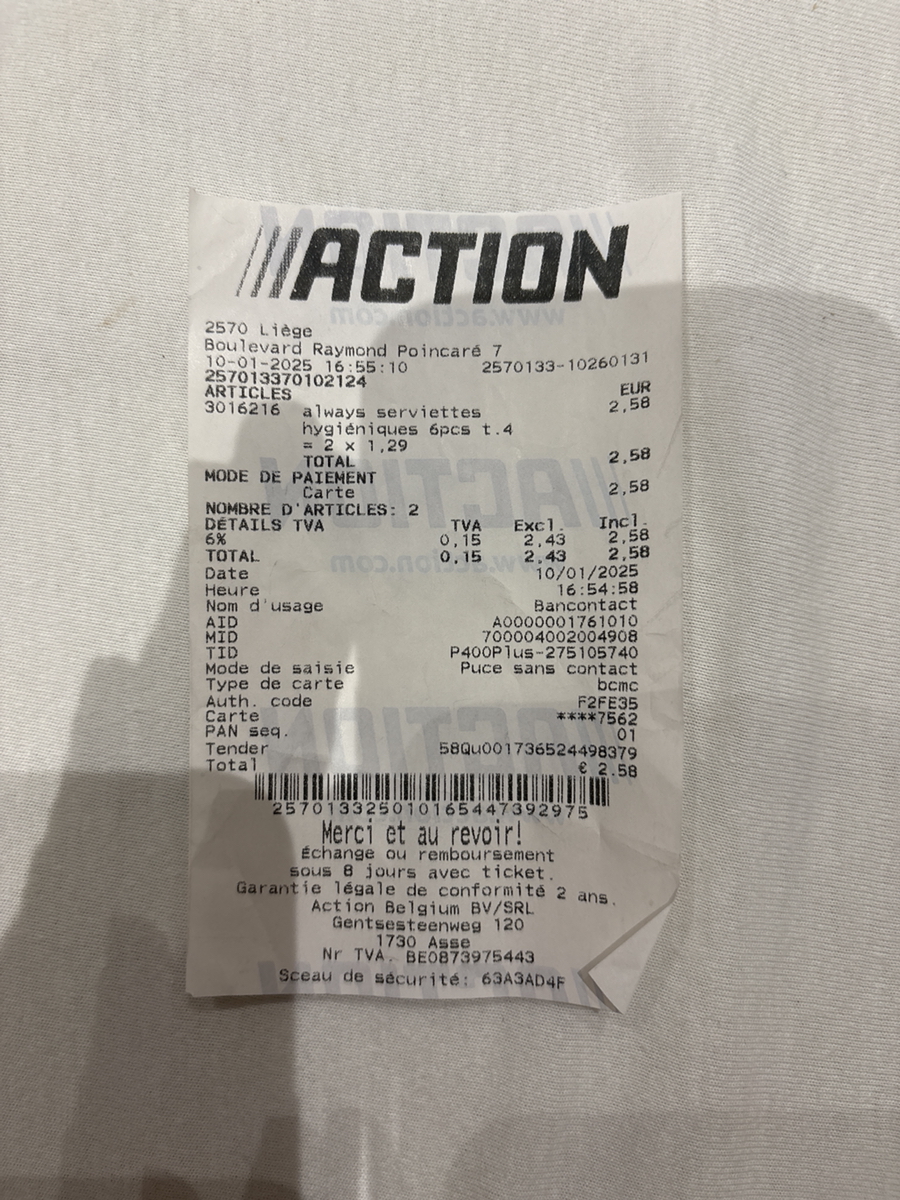 ACTION
2570 Liège
Boulevard Raymond Poincaré 7
10-01-2025 16:55:10 2570133-10260131
257013370102124
ARTICLES EUR
3016216 always serviettes 2,58
hygiéniques 6pcs t.4
= 2 x 1,29
TOTAL 2,58
MODE DE PAIEMENT
Carte 2,58
NOMBRE D'ARTICLES: 2
DÉTAILS TVA TVA Excl. Incl.
6% 0,15 2,43 2,58
TOTAL 0,15 2,43 2,58
Date 10/01/2025
Heure 16:54:58
Nom d'usage Bancontact
AID A0000001761010
MID 700004002004908
TID P400Plus-275105740
Mode de saisie Puce sans contact
Type de carte bcmc
Auth. code F2FE35
Carte ****7562
PAN seq. 01
Tender 58Qu001736524498379
Total € 2.58
2570133250101654473929​75
Merci et au revoir!
Échange ou remboursement
sous 8 jours avec ticket.
Garantie légale de conformité 2 ans.
Action Belgium BV/SRL
Gentsesteenweg 120
1730 Asse
Nr TVA. BE0873975443
Sceau de sécurité: 63A3AD4F